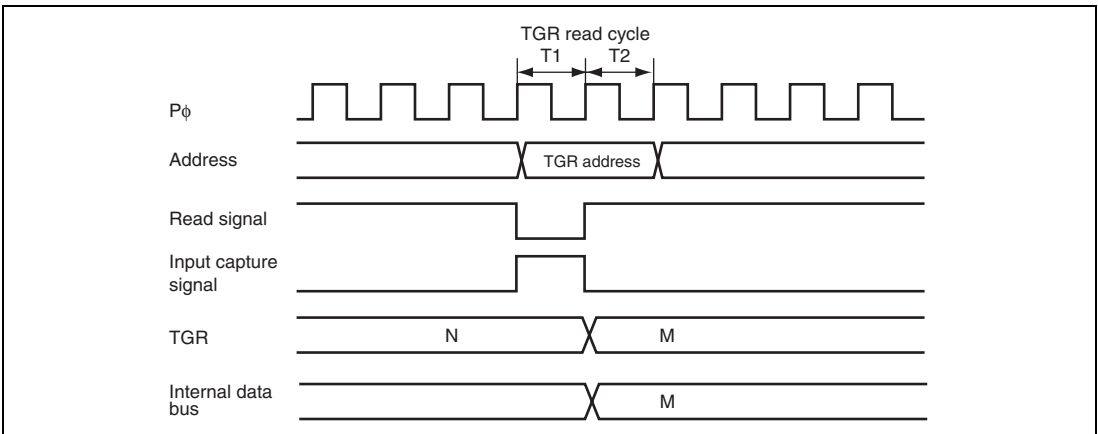 TGR read cycle
T1 T2
Pϕ
Address
TGR address
Read signal
Input capture
signal
TGR
N
M
Internal data
bus
M